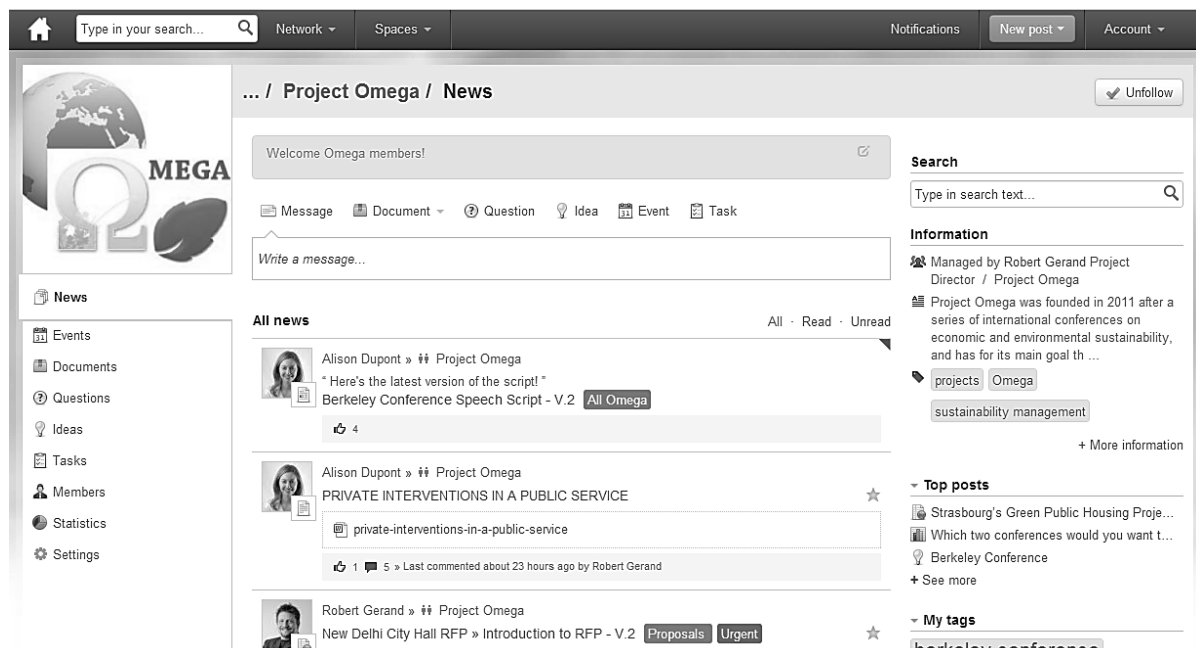 Type in your search...
Network
Spaces
Notifications
New post
Account
Ω MEGA
... / Project Omega / News
Unfollow
Welcome Omega members!
Message
Document
Question
Idea
31 Event
Task
Write a message...
News
31 Events
Documents
Questions
Ideas
Tasks
Members
Statistics
Settings
All news
All · Read · Unread
Alison Dupont » Project Omega
“ Here's the latest version of the script! ”
Berkeley Conference Speech Script - V.2 All Omega
4
Alison Dupont » Project Omega
PRIVATE INTERVENTIONS IN A PUBLIC SERVICE
private-interventions-in-a-public-service
1 5 » Last commented about 23 hours ago by Robert Gerand
Robert Gerand » Project Omega
New Delhi City Hall RFP » Introduction to RFP - V.2 Proposals Urgent
Search
Type in search text...
Information
Managed by Robert Gerand Project
Director / Project Omega
Project Omega was founded in 2011 after a
series of international conferences on
economic and environmental sustainability,
and has for its main goal th ...
projects Omega
sustainability management
+ More information
Top posts
Strasbourg's Green Public Housing Proje...
Which two conferences would you want t...
Berkeley Conference
+ See more
My tags
berkeley conference